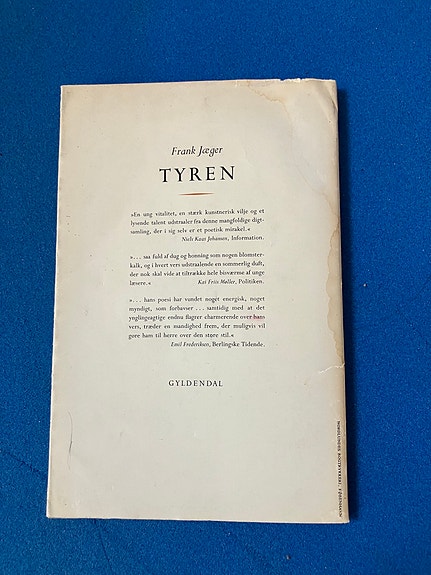 Frank Jæger
TYREN
»En ung vitalitet, en stærk kunstnerisk vilje og et
lysende talent udstraaler fra denne mangfoldige digt-
samling, der i sig selv er et poetisk mirakel.«
Niels Kaas Johansen, Information.
»... saa fuld af dug og honning som nogen blomster-
kalk, og i hvert vers udstraalende en sommerlig duft,
der nok skal vide at tiltrække hele bisværme af unge
læsere.« Kai Friis Møller, Politiken.
»... hans poesi har vundet noget energisk, noget
myndigt, som forbavser ... samtidig med at det
ynglingeagtige endnu flagrer charmerende over hans
vers, træder en mandighed frem, der muligvis vil
gøre ham til herre over den store stil.«
Emil Frederiksen, Berlingske Tidende.
GYLDENDAL
NORDLUNDES BOGTRYKKERI, KØBENHAVN